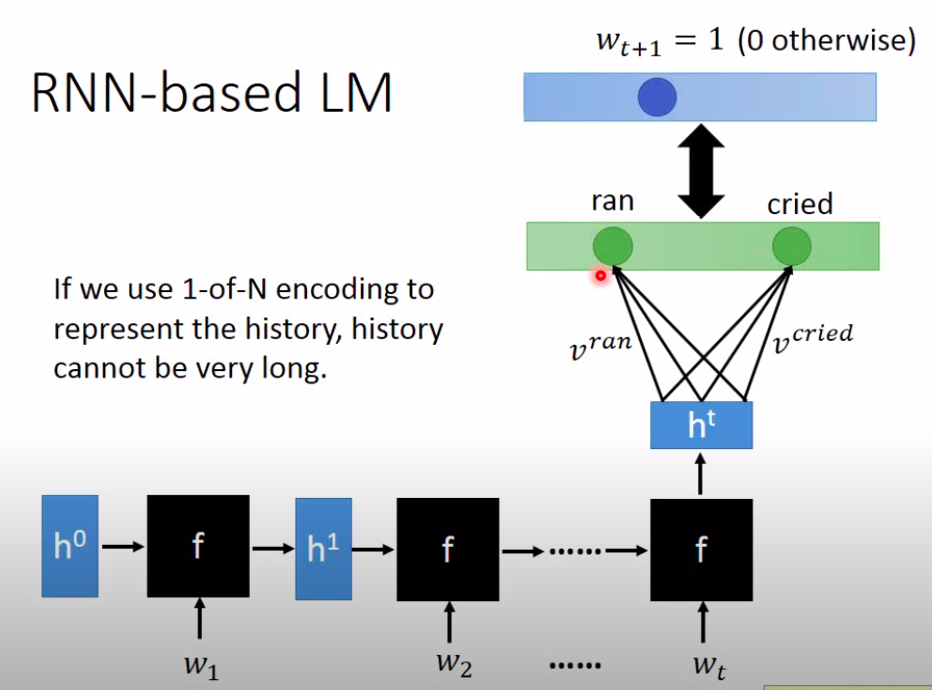 w_{t+1} = 1 (0 otherwise)
RNN-based LM
ran
cried
If we use 1-of-N encoding to
represent the history, history
cannot be very long.
v^{ran}
v^{cried}
h^t
h^0
f
h^1
f
......
f
w_1
w_2
......
w_t